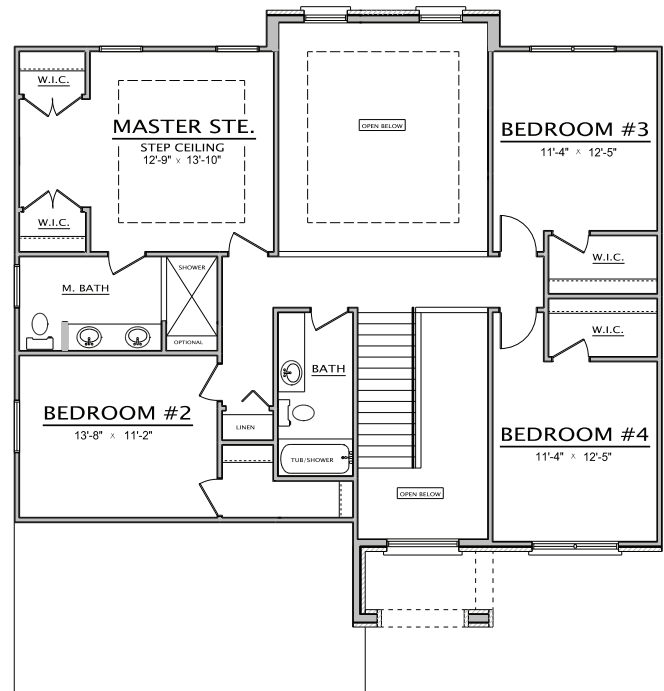 W.I.C.
MASTER STE.
STEP CEILING
12'-9" x 13'-10"
OPEN BELOW
BEDROOM #3
11'-4" x 12'-5"
W.I.C.
W.I.C.
M. BATH
SHOWER
OPTIONAL
W.I.C.
BATH
BEDROOM #2
13'-8" x 11'-2"
LINEN
TUB/SHOWER
OPEN BELOW
BEDROOM #4
11'-4" x 12'-5"